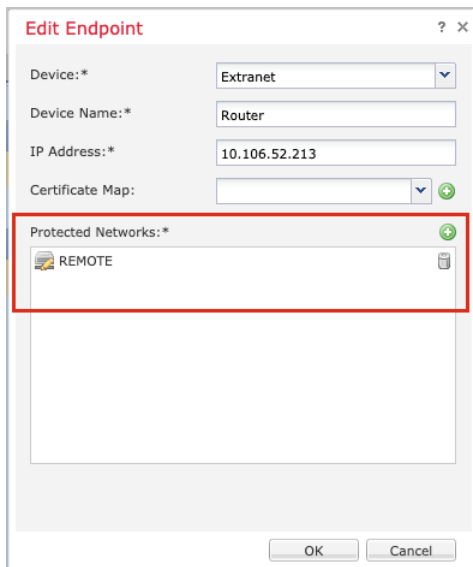 Edit Endpoint ? ×
Device:* Extranet
Device Name:* Router
IP Address:* 10.106.52.213
Certificate Map:
Protected Networks:*
REMOTE
OK Cancel